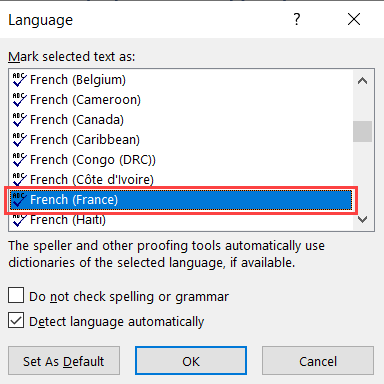 Language
?
Mark selected text as:
French (Belgium)
French (Cameroon)
French (Canada)
French (Caribbean)
French (Congo (DRC))
French (Côte d'Ivoire)
French (France)
French (Haiti)
The speller and other proofing tools automatically use
dictionaries of the selected language, if available.
Do not check spelling or grammar
Detect language automatically
Set As Default
OK
Cancel